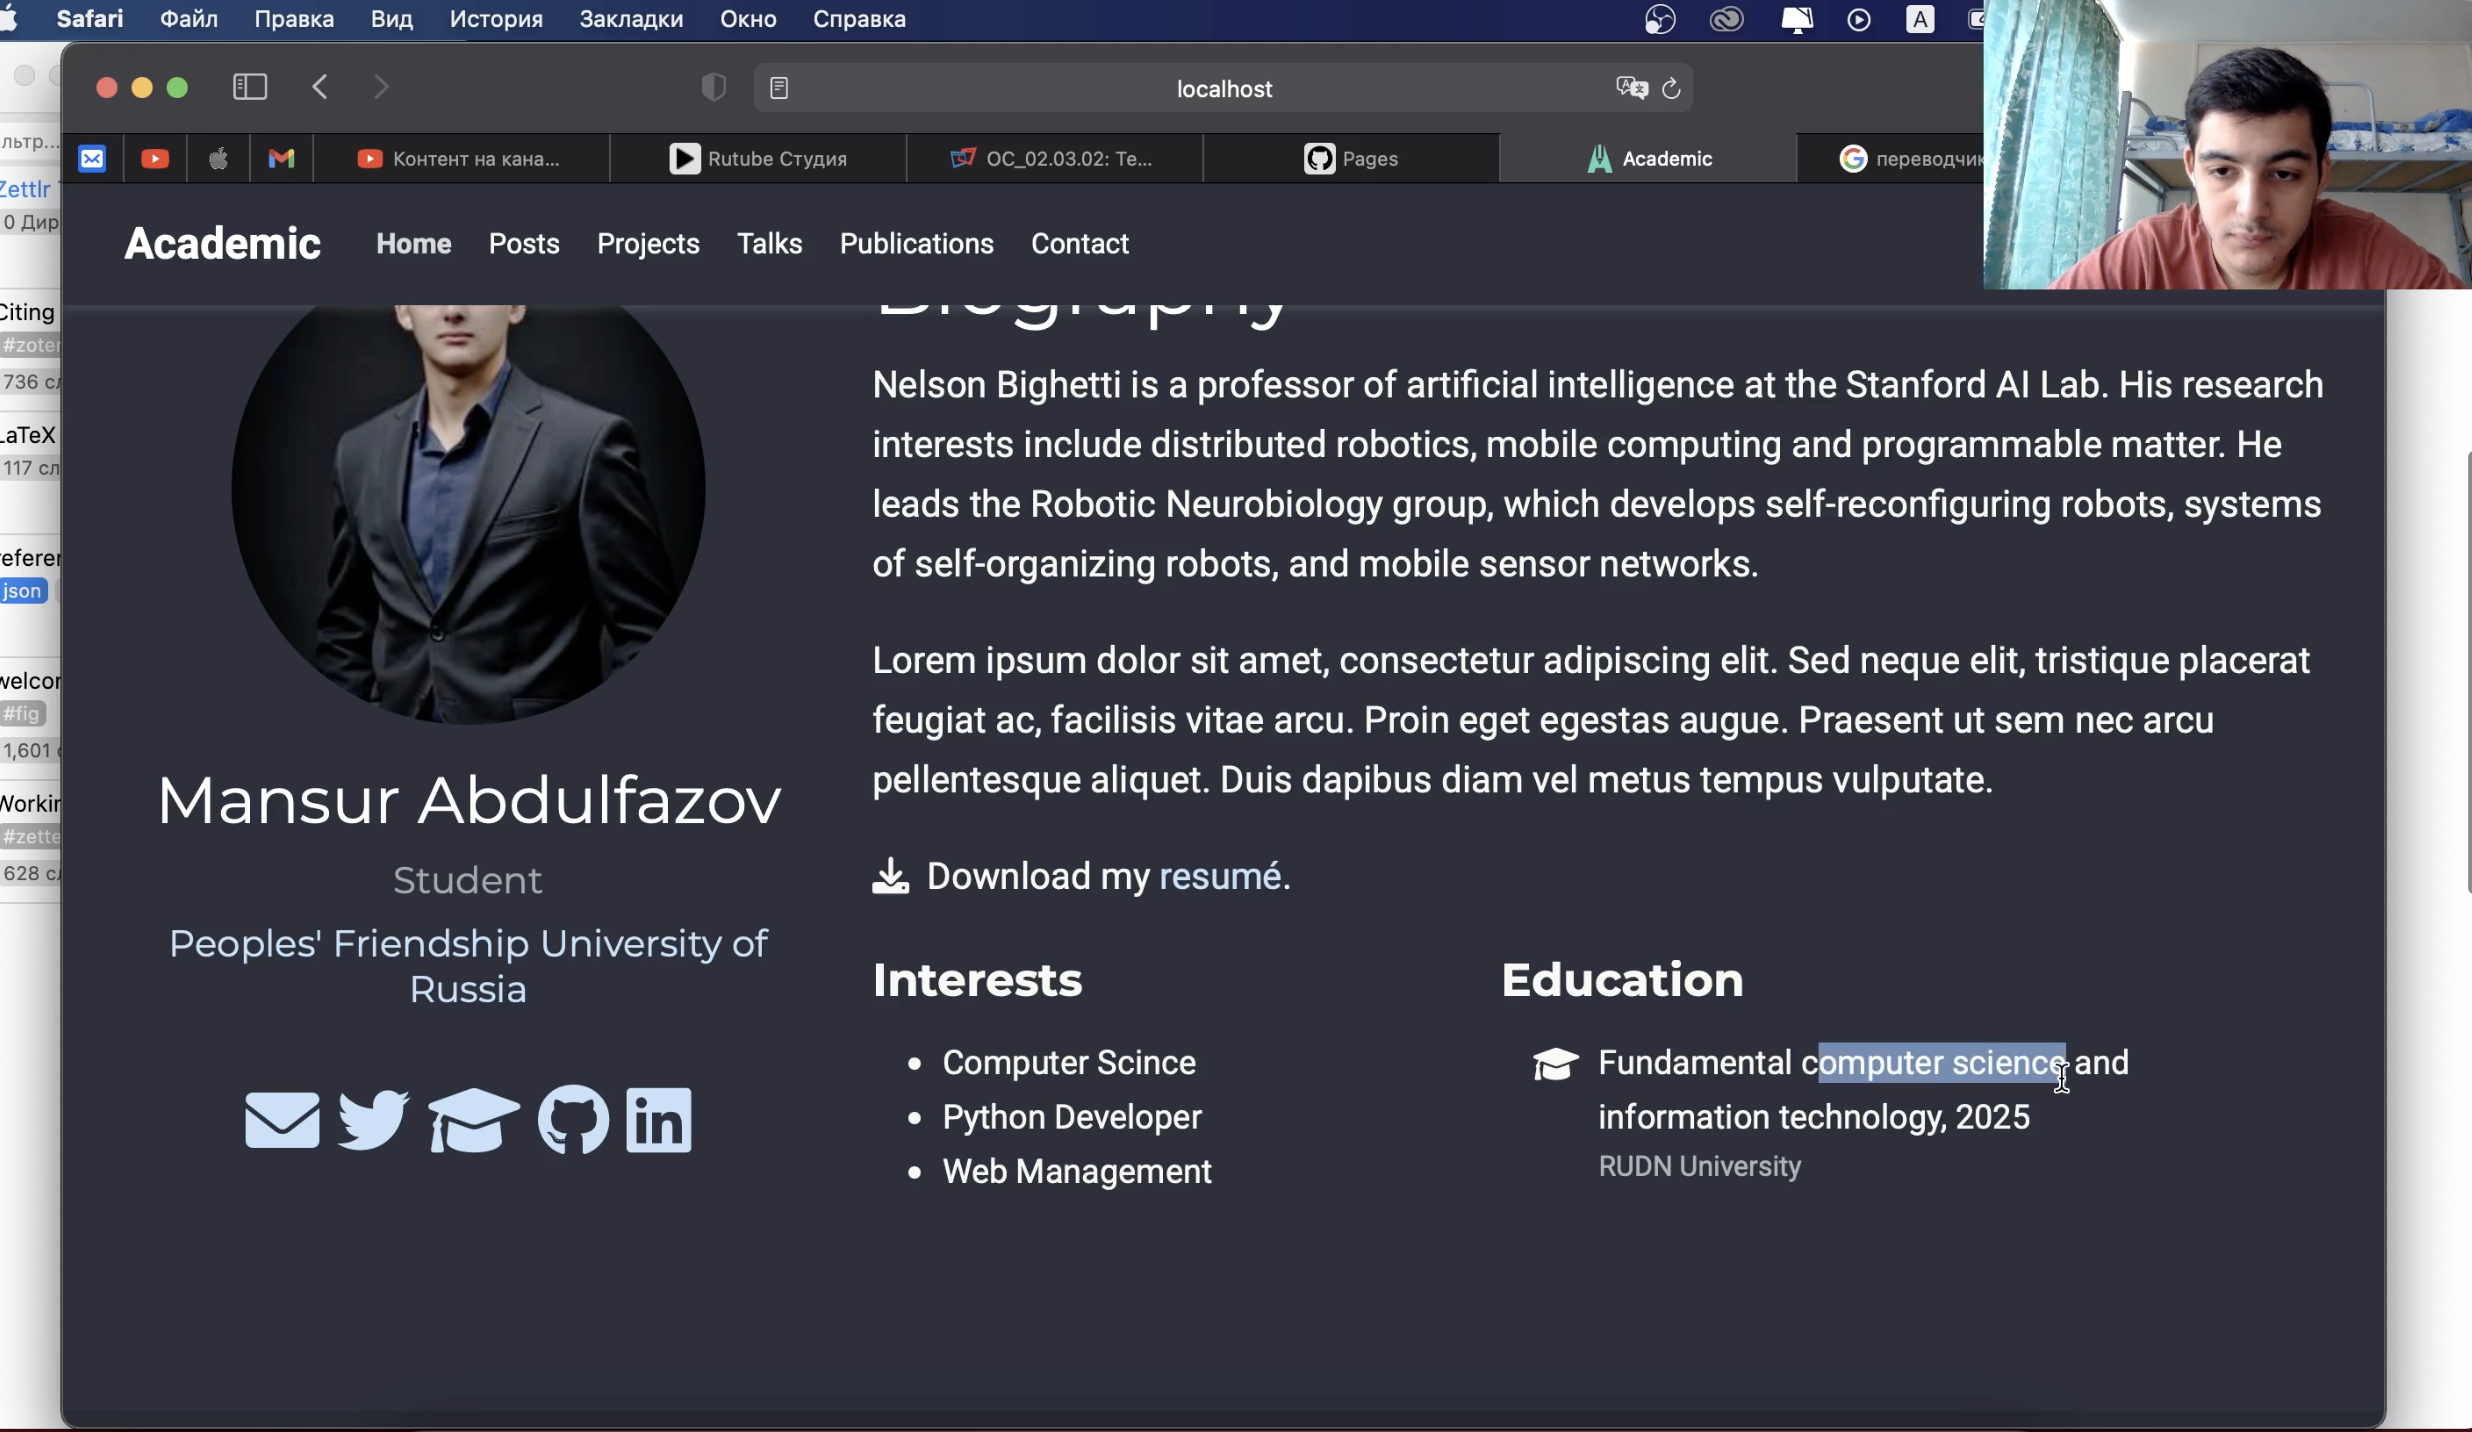 Safari Файл Правка Вид История Закладки Окно Справка A
localhost
Контент на кана... Rutube Студия ОС_02.03.02: Те... Pages Academic переводчик
Academic Home Posts Projects Talks Publications Contact
льтр...
Zettlr
0 Дир
Citing
#zoter
736
LaTeX
117
json
#fig
1,601
#zette
628
Biography
Nelson Bighetti is a professor of artificial intelligence at the Stanford AI Lab. His research
interests include distributed robotics, mobile computing and programmable matter. He
leads the Robotic Neurobiology group, which develops self-reconfiguring robots, systems
of self-organizing robots, and mobile sensor networks.
Lorem ipsum dolor sit amet, consectetur adipiscing elit. Sed neque elit, tristique placerat
feugiat ac, facilisis vitae arcu. Proin eget egestas augue. Praesent ut sem nec arcu
pellentesque aliquet. Duis dapibus diam vel metus tempus vulputate.
Download my resumé.
Mansur Abdulfazov
Student
Peoples' Friendship University of
Russia
Interests
Computer Scince
Python Developer
Web Management
Education
Fundamental computer science and
information technology, 2025
RUDN University